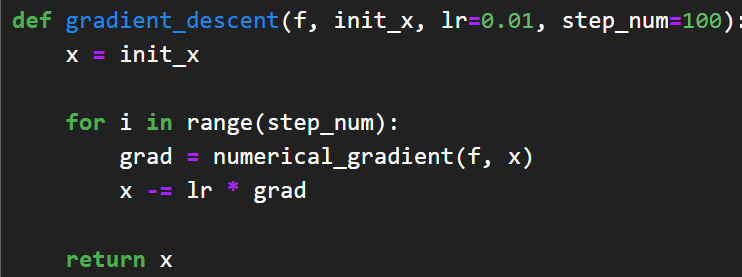 def gradient_descent(f, init_x, lr=0.01, step_num=100):
    x = init_x
    for i in range(step_num):
        grad = numerical_gradient(f, x)
        x -= lr * grad
    return x